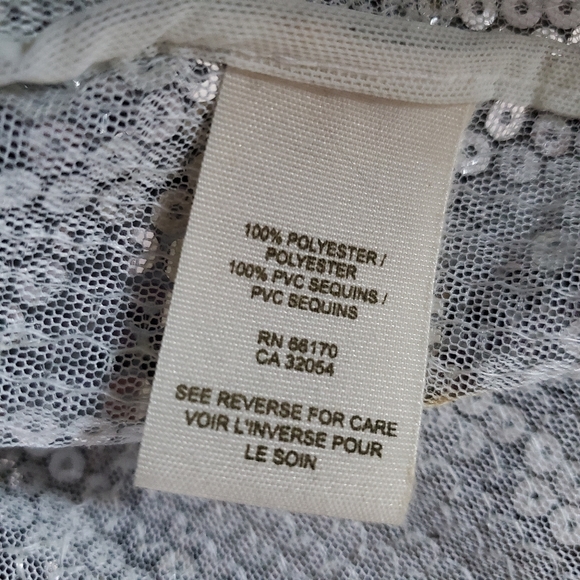 100% POLYESTER /
POLYESTER
100% PVC SEQUINS /
PVC SEQUINS
RN 66170
CA 32054
SEE REVERSE FOR CARE
VOIR L'INVERSE POUR
LE SOIN